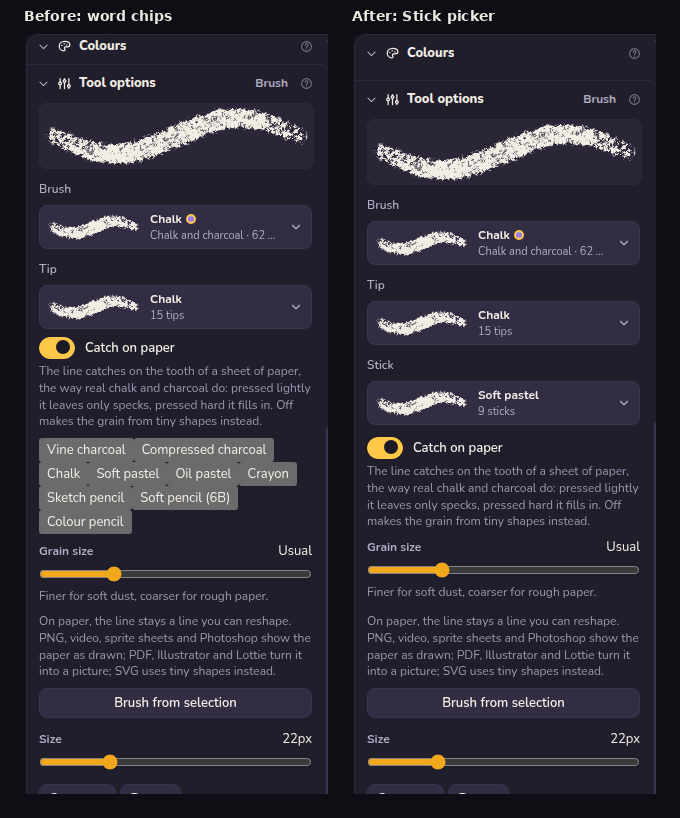 Before: word chips
Colours
Tool options Brush
Brush
Chalk
Chalk and charcoal · 62 ...
Tip
Chalk
15 tips
Catch on paper
The line catches on the tooth of a sheet of paper,
the way real chalk and charcoal do: pressed lightly
it leaves only specks, pressed hard it fills in. Off
makes the grain from tiny shapes instead.
Vine charcoal Compressed charcoal
Chalk Soft pastel Oil pastel Crayon
Sketch pencil Soft pencil (6B)
Colour pencil
Grain size Usual
Finer for soft dust, coarser for rough paper.
On paper, the line stays a line you can reshape.
PNG, video, sprite sheets and Photoshop show the
paper as drawn; PDF, Illustrator and Lottie turn it
into a picture; SVG uses tiny shapes instead.
Brush from selection
Size 22px
After: Stick picker
Colours
Tool options Brush
Brush
Chalk
Chalk and charcoal · 62 ...
Tip
Chalk
15 tips
Stick
Soft pastel
9 sticks
Catch on paper
The line catches on the tooth of a sheet of paper,
the way real chalk and charcoal do: pressed lightly
it leaves only specks, pressed hard it fills in. Off
makes the grain from tiny shapes instead.
Grain size Usual
Finer for soft dust, coarser for rough paper.
On paper, the line stays a line you can reshape.
PNG, video, sprite sheets and Photoshop show the
paper as drawn; PDF, Illustrator and Lottie turn it
into a picture; SVG uses tiny shapes instead.
Brush from selection
Size 22px